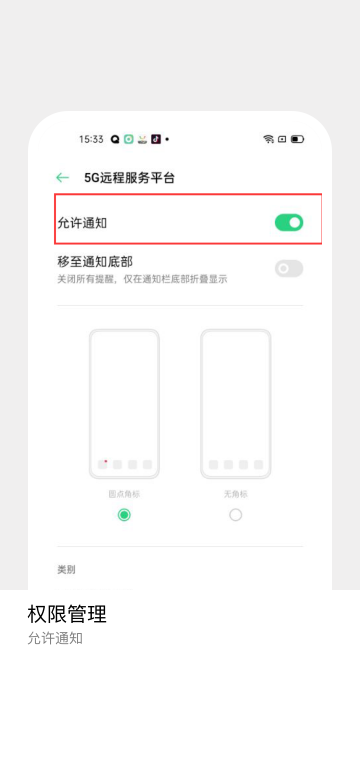 15:33
5G远程服务平台
允许通知
移至通知底部
关闭所有提醒，仅在通知栏底部折叠显示
圆点角标
无角标
类别
权限管理
允许通知